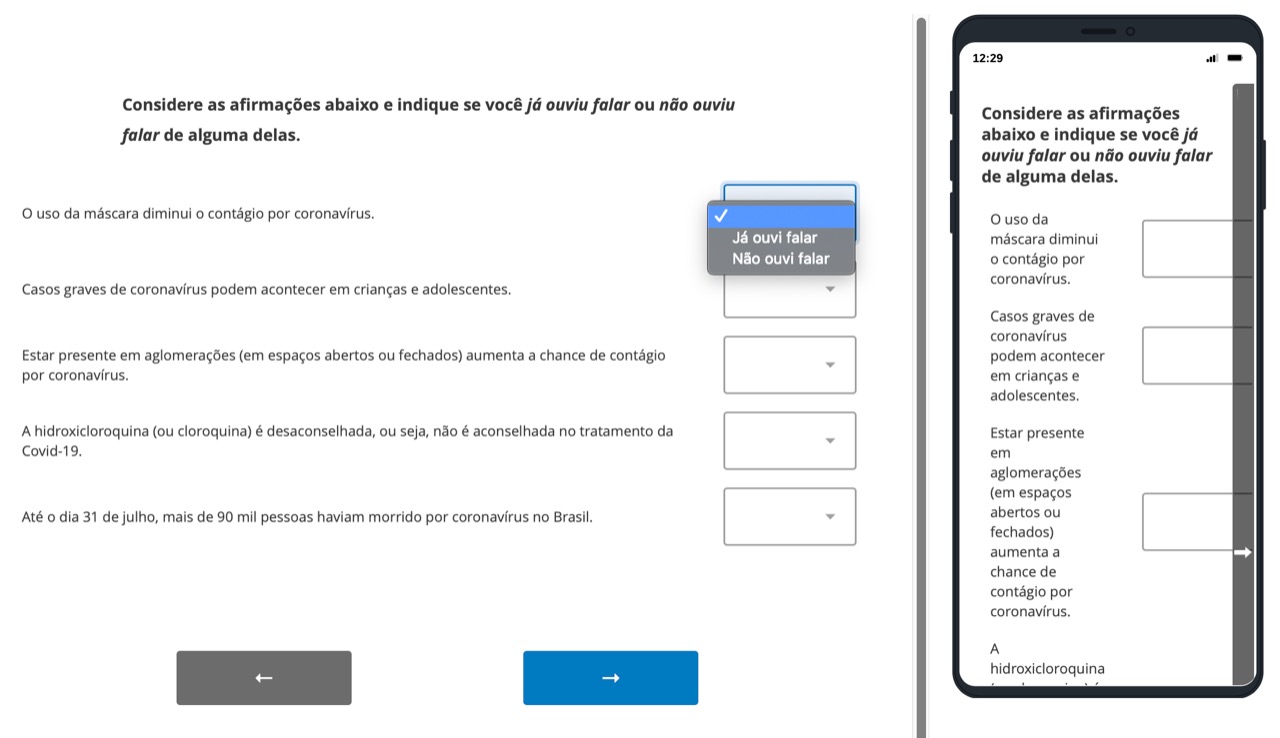 Considere as afirmações abaixo e indique se você já ouviu falar ou não ouviu
falar de alguma delas.
O uso da máscara diminui o contágio por coronavírus.
Já ouvi falar
Não ouvi falar
Casos graves de coronavírus podem acontecer em crianças e adolescentes.
Estar presente em aglomerações (em espaços abertos ou fechados) aumenta a chance de contágio
por coronavírus.
A hidroxicloroquina (ou cloroquina) é desaconselhada, ou seja, não é aconselhada no tratamento da
Covid-19.
Até o dia 31 de julho, mais de 90 mil pessoas haviam morrido por coronavírus no Brasil.
12:29
Considere as afirmações
abaixo e indique se você já
ouviu falar ou não ouviu falar
de alguma delas.
O uso da
máscara diminui
o contágio por
coronavírus.
Casos graves de
coronavírus
podem acontecer
em crianças e
adolescentes.
Estar presente
em
aglomerações
(em espaços
abertos ou
fechados)
aumenta a
chance de
contágio por
coronavírus.
A
hidroxicloroquina